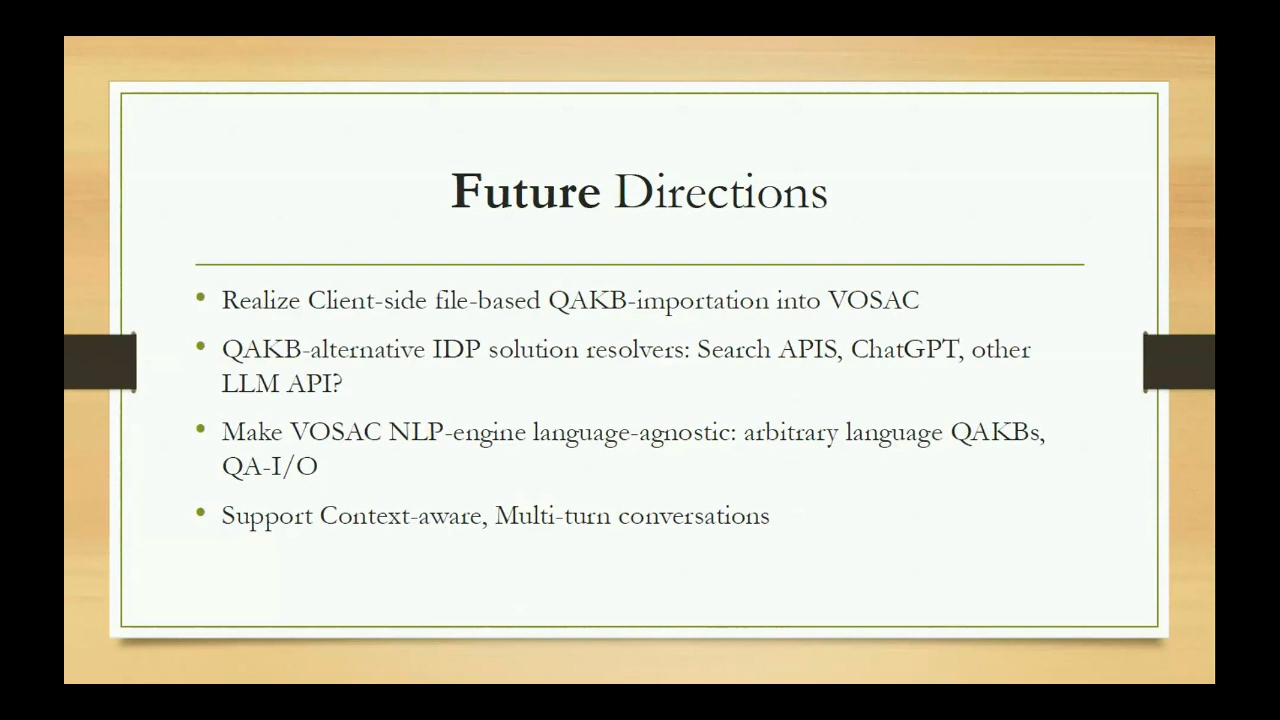 Future Directions
• Realize Client-side file-based QAKB-importation into VOSAC
• QAKB-alternative IDP solution resolvers: Search APIS, ChatGPT, other
LLM API?
• Make VOSAC NLP-engine language-agnostic: arbitrary language QAKBs,
QA-I/O
• Support Context-aware, Multi-turn conversations